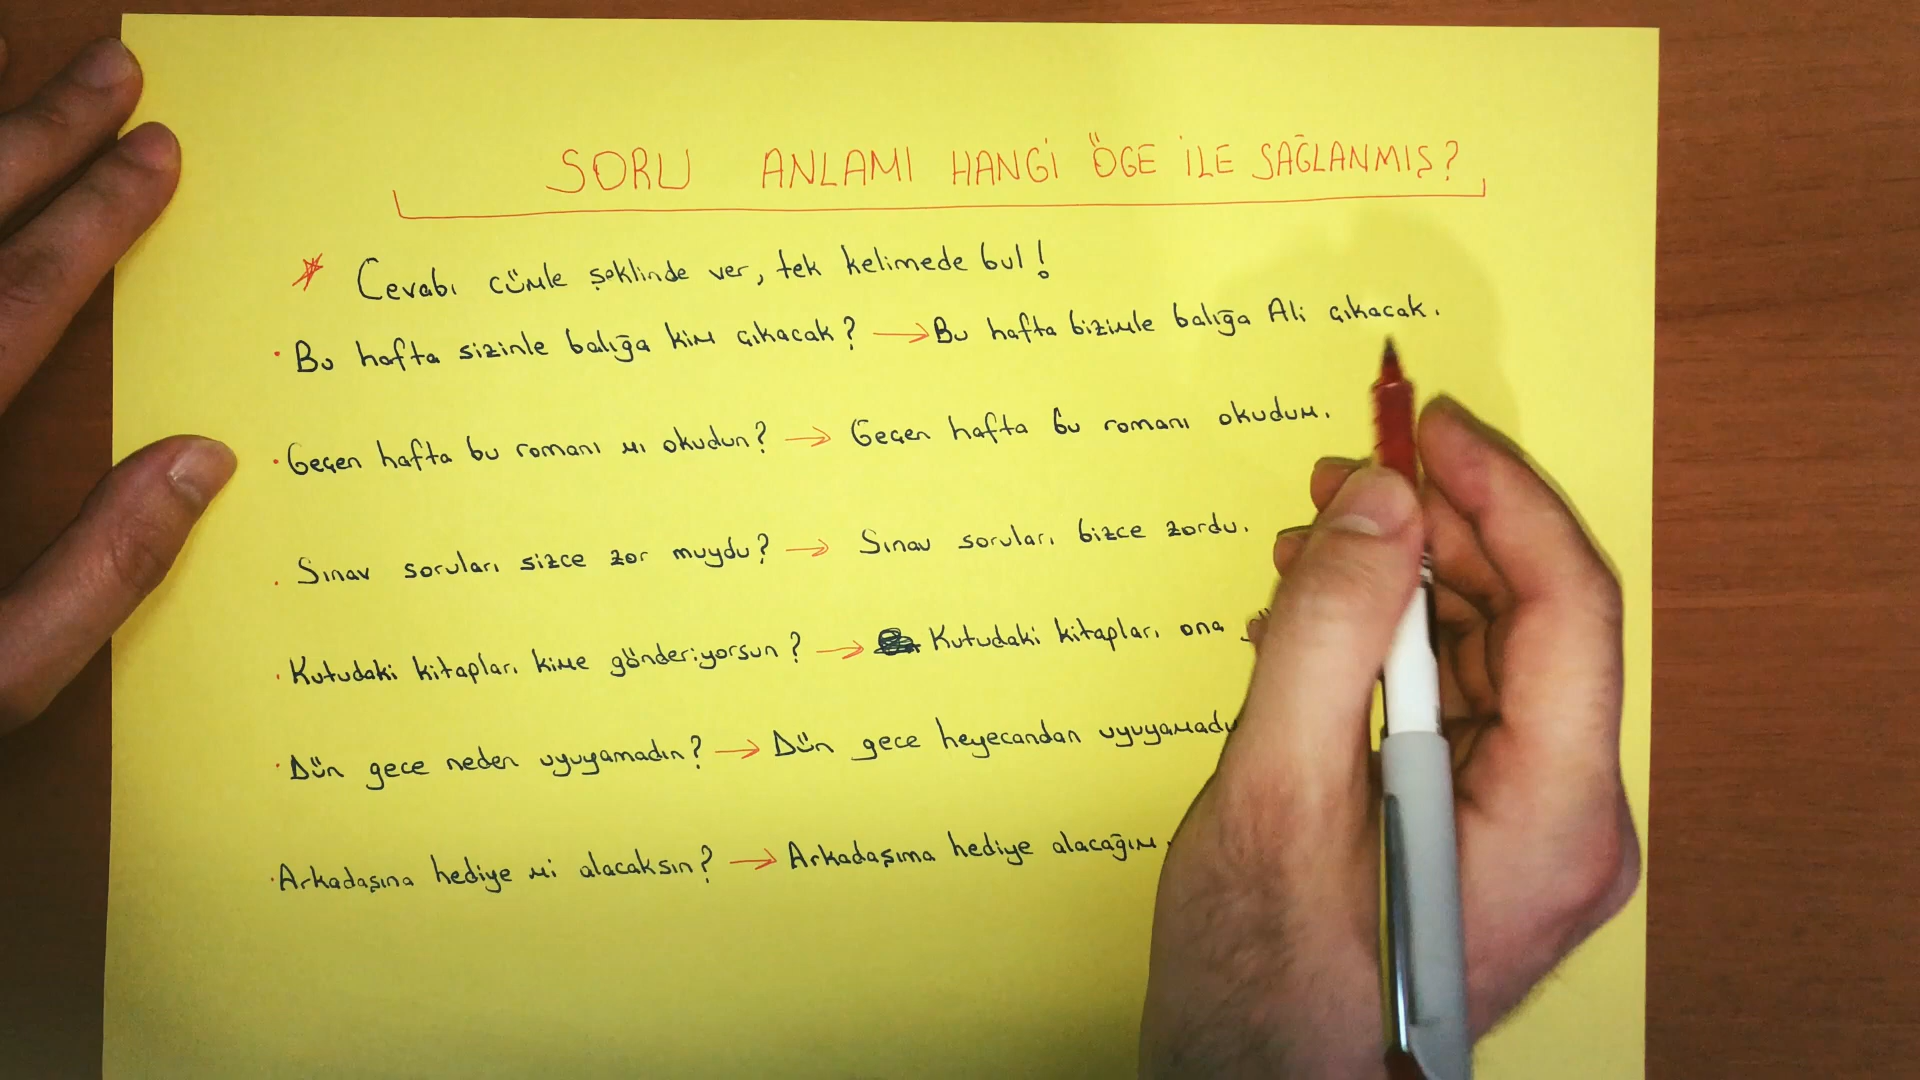 SORU ANLAMI HANGİ ÖGE İLE SAĞLANMIŞ?
* Cevabı cümle şeklinde ver, tek kelimede bul!
• Bu hafta sizinle balığa kim çıkacak? → Bu hafta bizimle balığa Ali çıkacak.
• Geçen hafta bu romanı mı okudun? → Geçen hafta bu romanı okudum.
• Sınav soruları sizce zor muydu? → Sınav soruları bizce zordu.
• Kutudaki kitapları kime gönderiyorsun? → Kutudaki kitapları ona
• Dün gece neden uyuyamadın? → Dün gece heyecandan uyuyamadı
• Arkadaşına hediye mi alacaksın? → Arkadaşıma hediye alacağım.